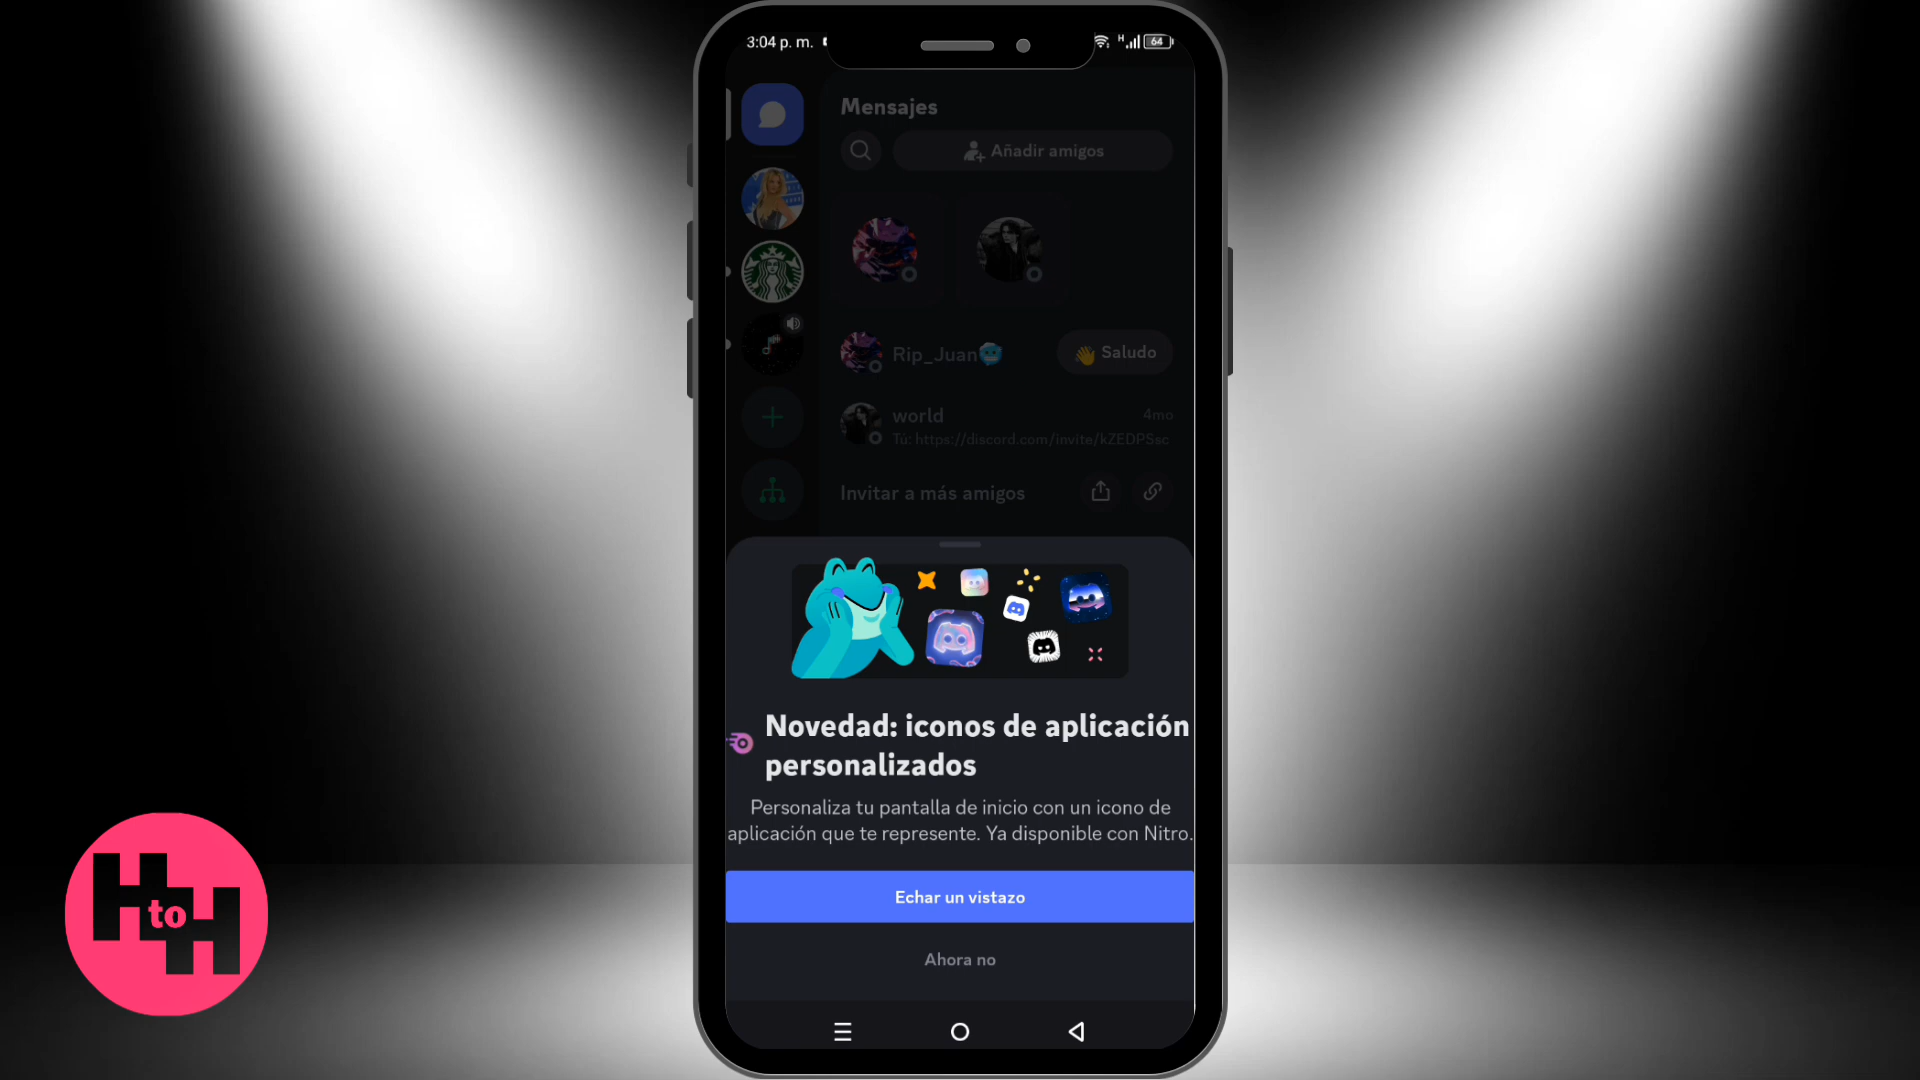 3:04 p. m.
H
64
Mensajes
Añadir amigos
Rip_Juan
Saludo
world
4mo
Tú: https://discord.com/invite/kZEDPSsc
Invitar a más amigos
Novedad: iconos de aplicación
personalizados
Personaliza tu pantalla de inicio con un icono de
aplicación que te represente. Ya disponible con Nitro.
Echar un vistazo
Ahora no
H to H